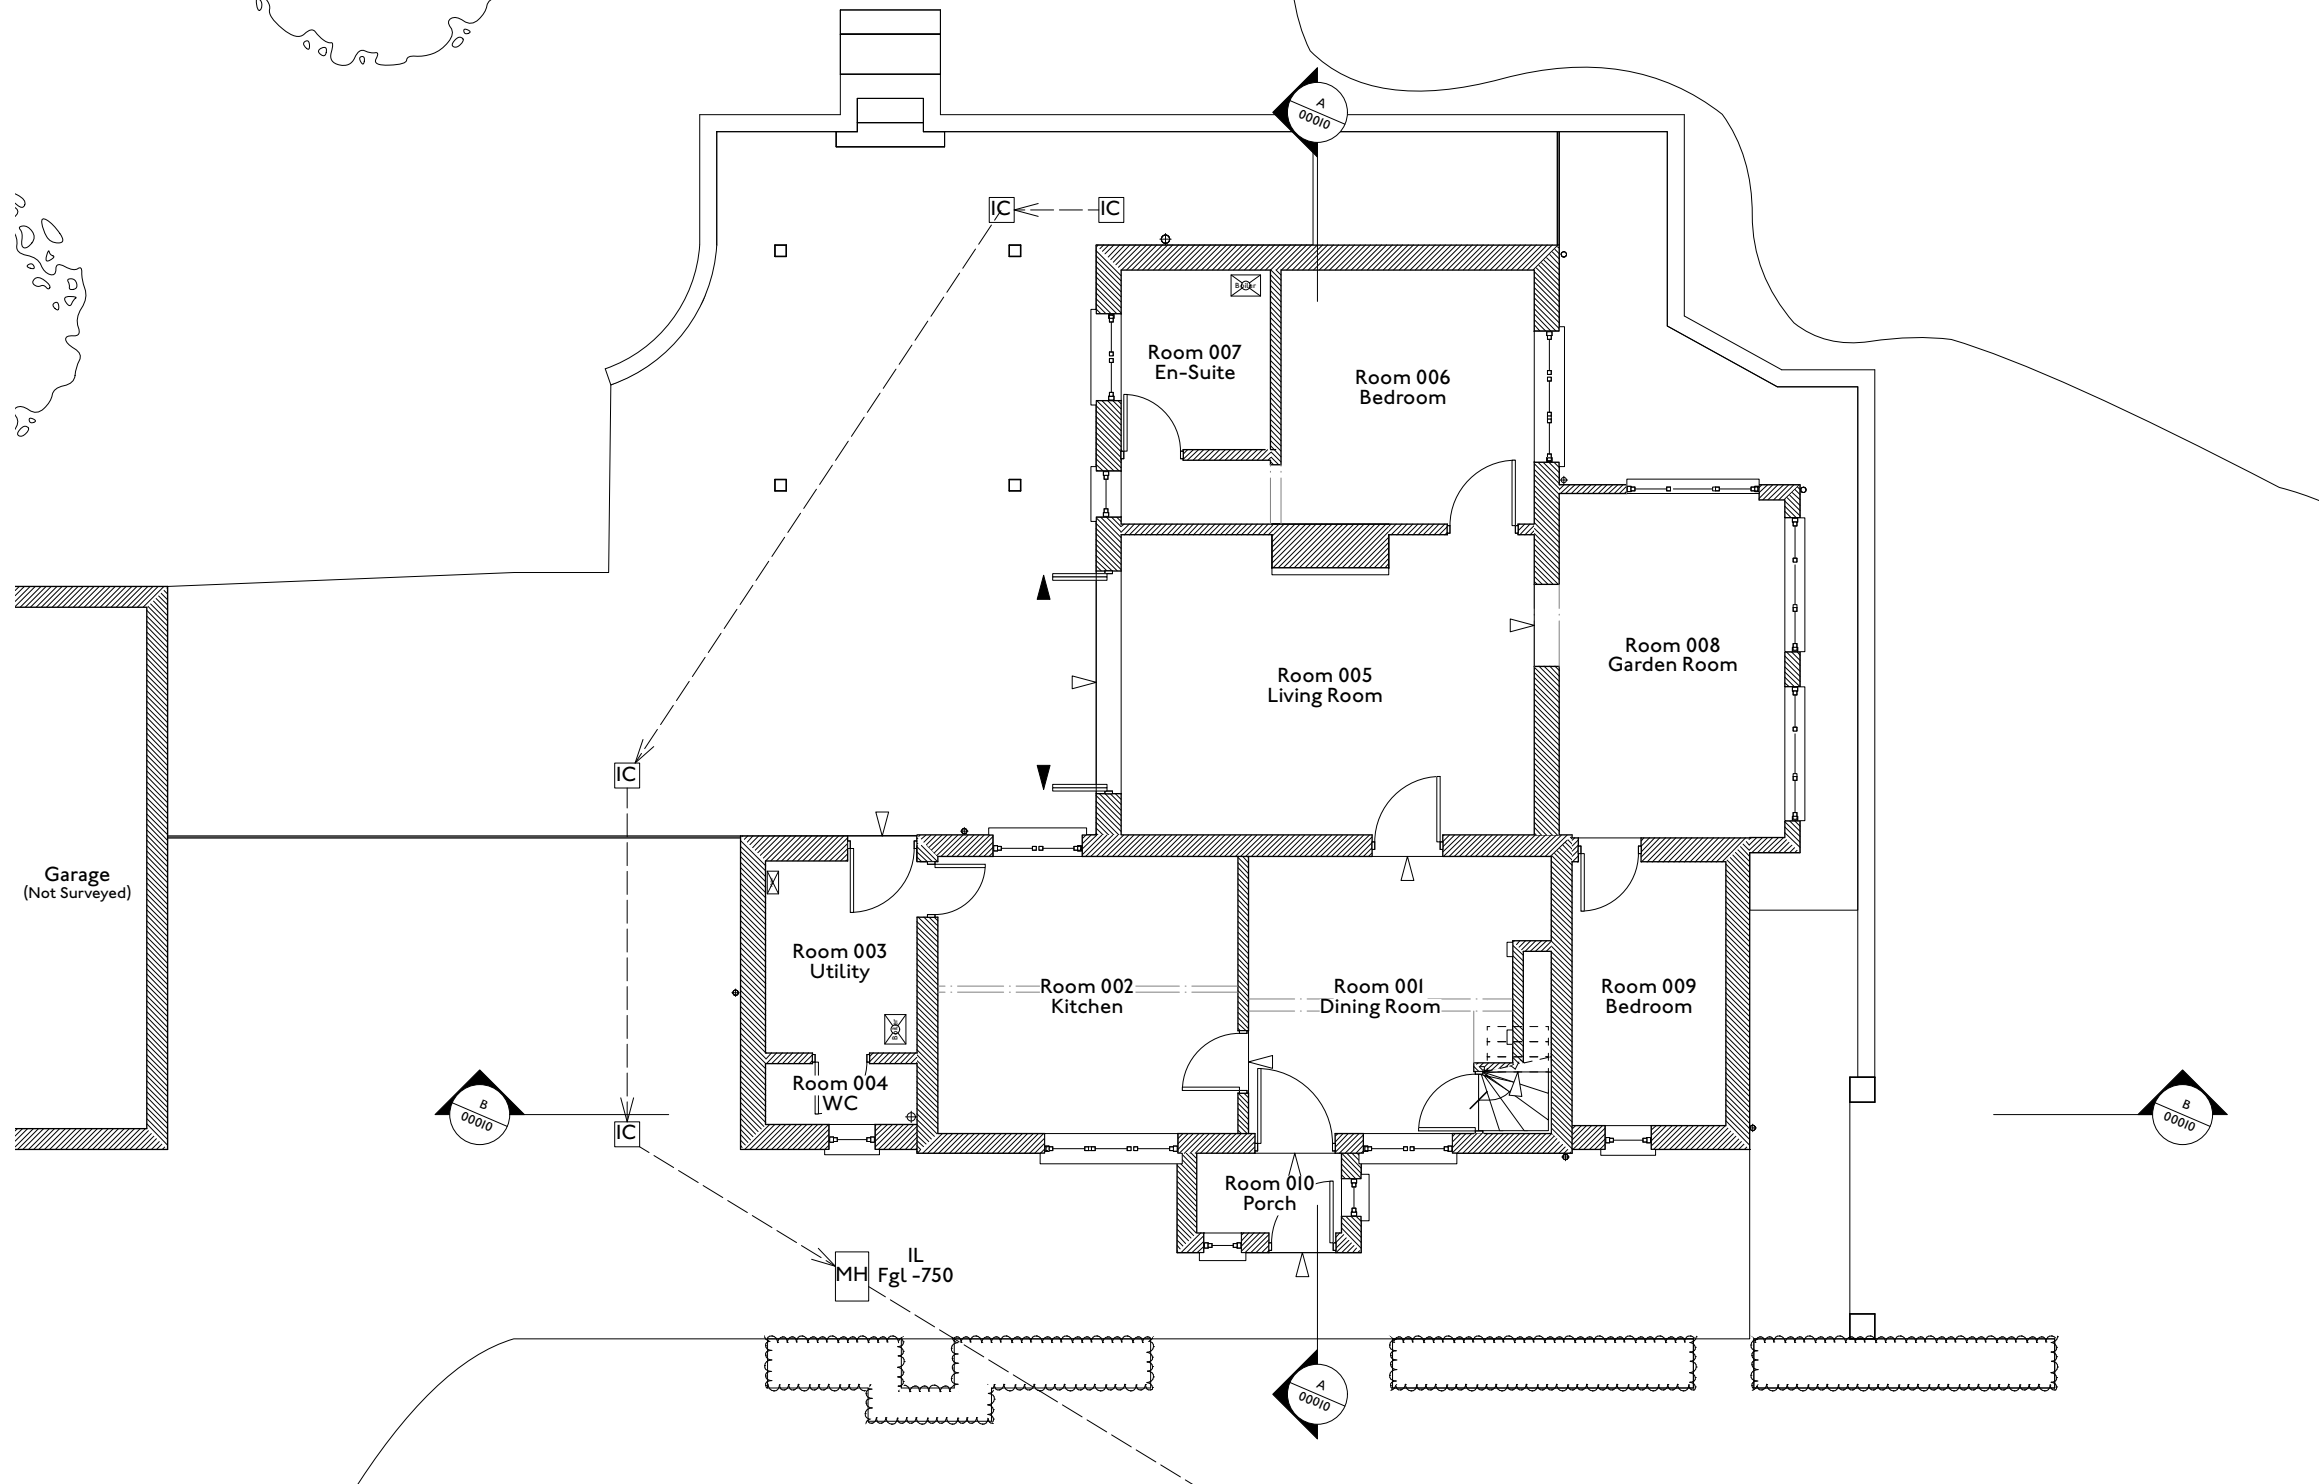 A
00010
IC
IC
Boiler
Room 007
En-Suite
Room 006
Bedroom
Room 008
Garden Room
Room 005
Living Room
IC
Garage
(Not Surveyed)
Room 003
Utility
Room 002
Kitchen
Room 001
Dining Room
Room 009
Bedroom
Boiler
Room 004
WC
B
00010
IC
B
00010
Room 010
Porch
MH
IL
Fgl -750
A
00010